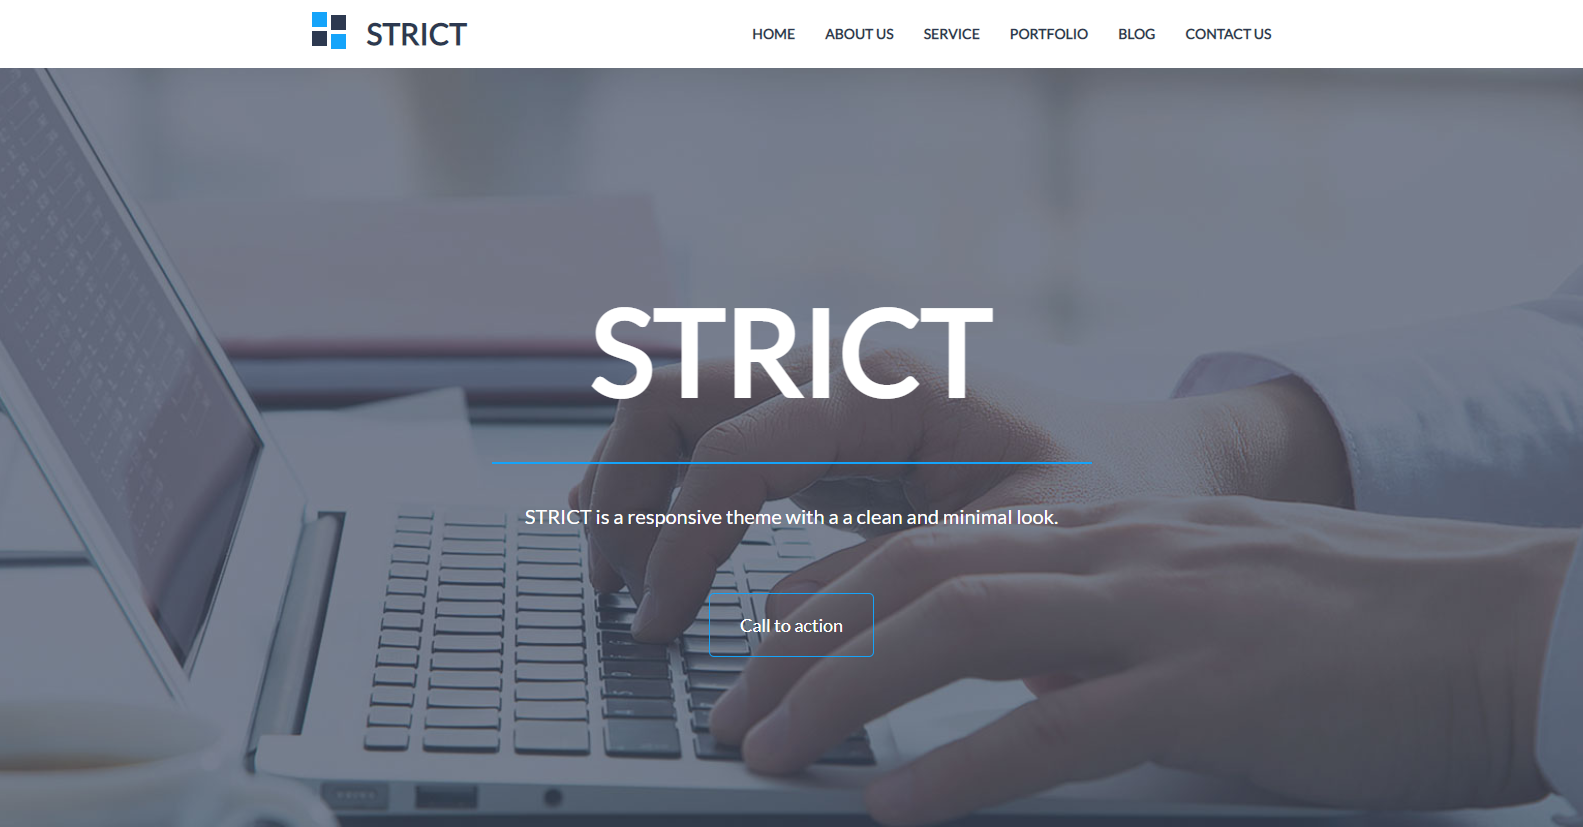 STRICT
HOME ABOUT US SERVICE PORTFOLIO BLOG CONTACT US
STRICT
STRICT is a responsive theme with a a clean and minimal look.
Call to action